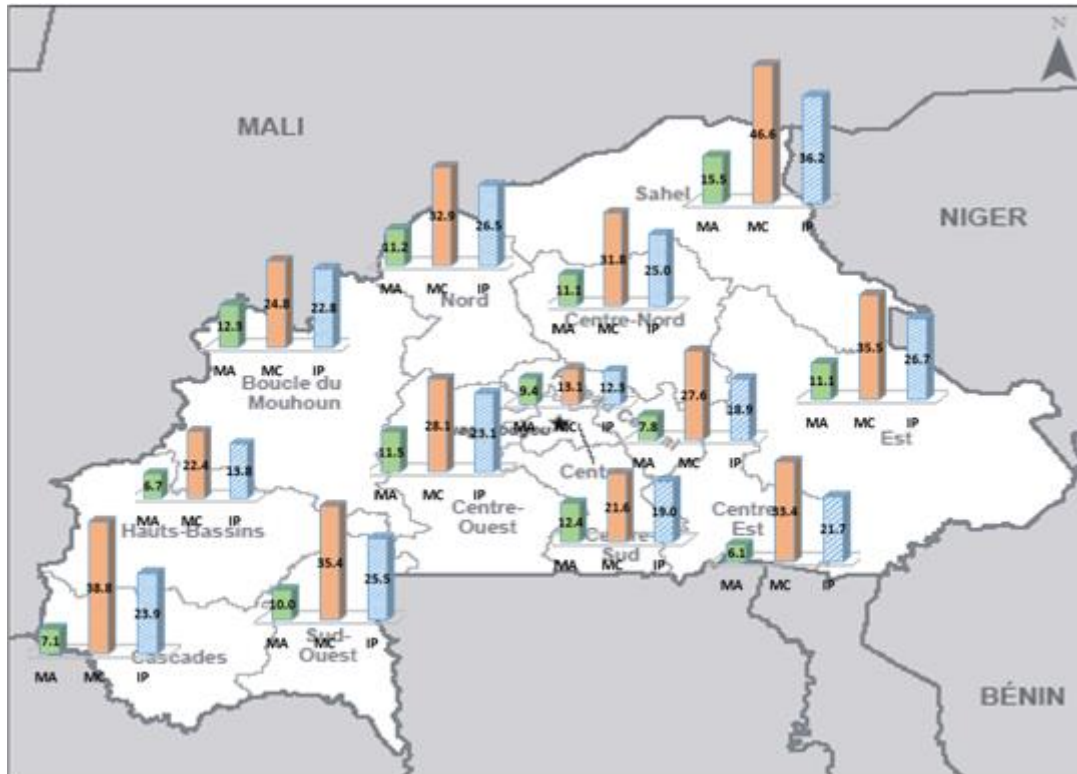 N
MALI
46.6
36.2
15.5
Sahel
MA MC IP
NIGER
32.9
26.5
11.2
MA MC IP
Nord
31.8
25.0
11.1
Centre-Nord
MA MC IP
24.8
22.8
12.3
MA MC IP
Boucle du
Mouhoun
35.5
26.7
11.1
MA MC IP
Est
9.4 13.1 12.3
MA MC IP
27.6
18.9
7.8
MA MC IP
28.1
23.1
11.5
MA MC IP
Centre-
Ouest
22.4
13.8
6.7
MA MC IP
Hauts-Bassins
21.6
19.0
12.4
Sud
MA MC IP
Centre
Est
33.4
21.7
6.1
MA MC IP
35.4
25.5
10.0
MA MC IP
Sud-
Ouest
38.8
23.9
7.1
Cascades
MA MC IP
BÉNIN